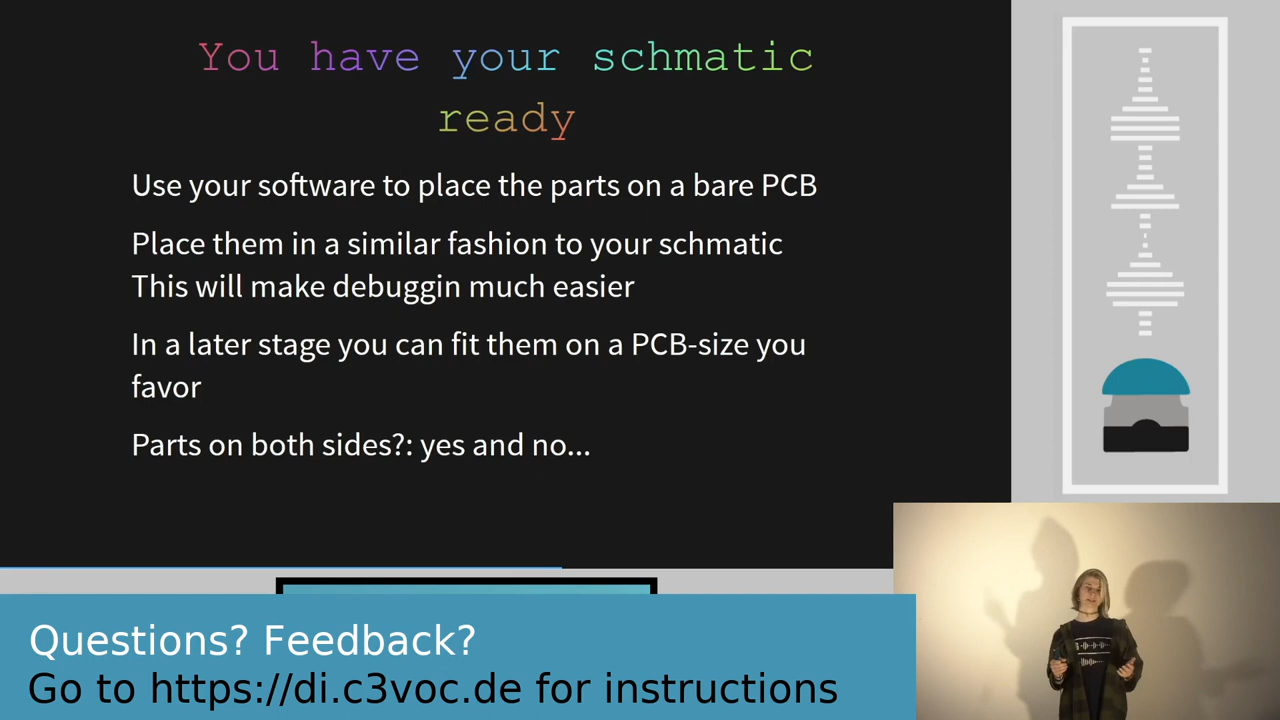 You have your schmatic
ready
Use your software to place the parts on a bare PCB
Place them in a similar fashion to your schmatic
This will make debuggin much easier
In a later stage you can fit them on a PCB-size you
favor
Parts on both sides?: yes and no...
Questions? Feedback?
Go to https://di.c3voc.de for instructions